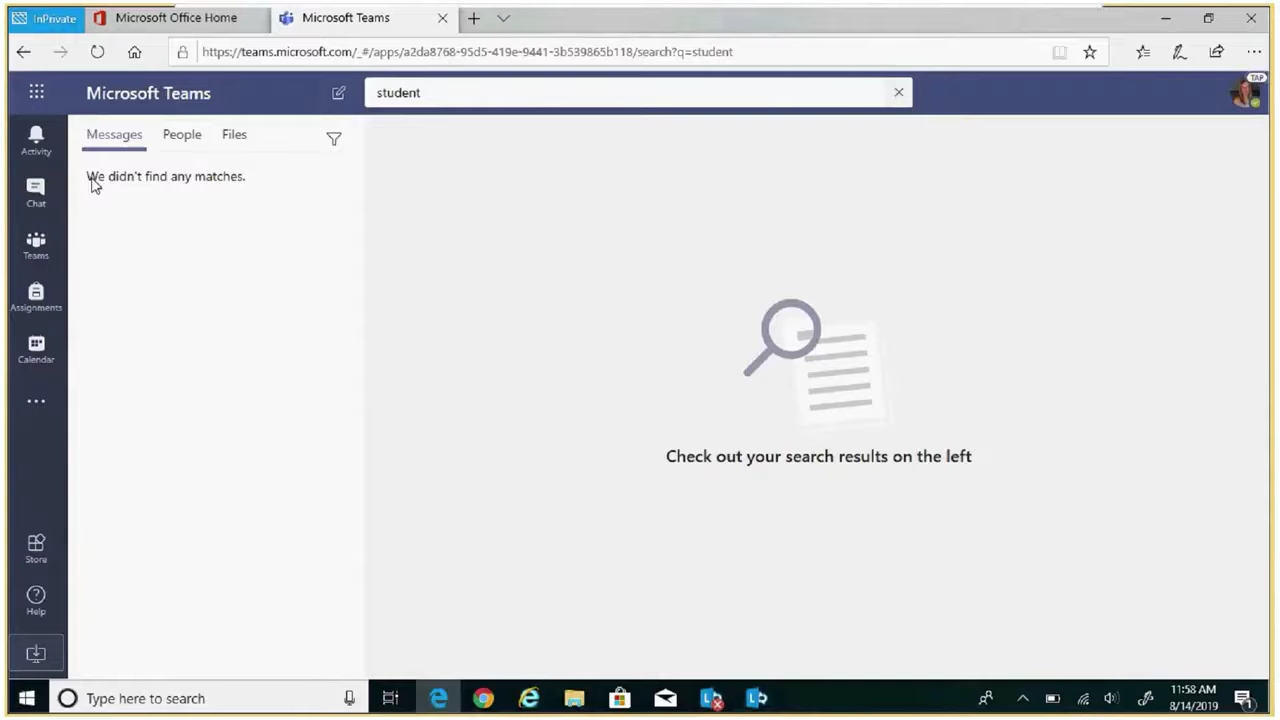 InPrivate
Microsoft Office Home
Microsoft Teams
https://teams.microsoft.com/_#/apps/a2da8768-95d5-419e-9441-3b539865b118/search?q=student
Microsoft Teams
student
TAP
Activity
Chat
Teams
Assignments
Calendar
Store
Help
Messages
People
Files
We didn't find any matches.
Check out your search results on the left
Type here to search
11:58 AM
8/14/2019
1